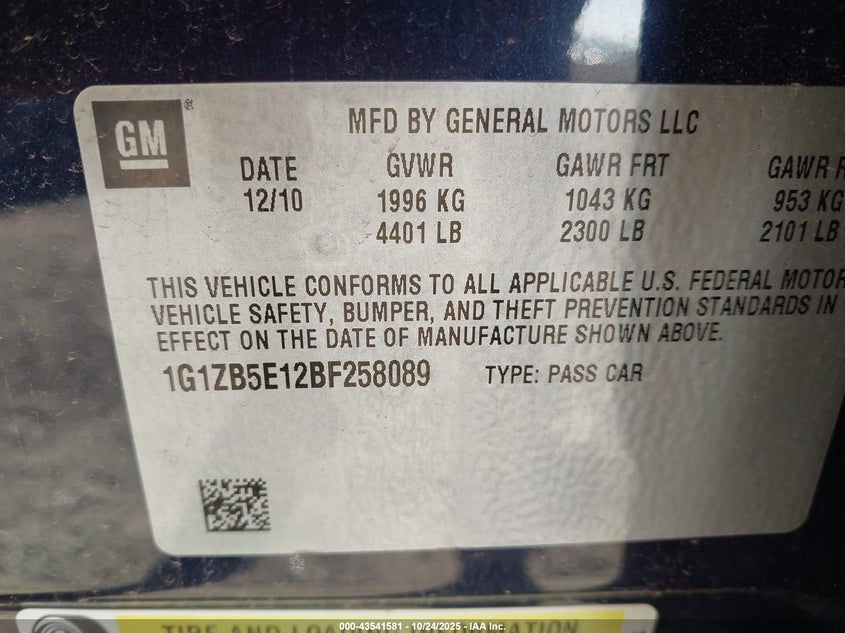 GM
®
MFD BY GENERAL MOTORS LLC
DATE GVWR GAWR FRT GAWR
12/10 1996 KG 1043 KG 953 KG
4401 LB 2300 LB 2101 LB
THIS VEHICLE CONFORMS TO ALL APPLICABLE U.S. FEDERAL MOTOR
VEHICLE SAFETY, BUMPER, AND THEFT PREVENTION STANDARDS IN
EFFECT ON THE DATE OF MANUFACTURE SHOWN ABOVE.
1G1ZB5E12BF258089 TYPE: PASS CAR
TIRE AND
000-43541581 - 10/24/2025 - IAA Inc.